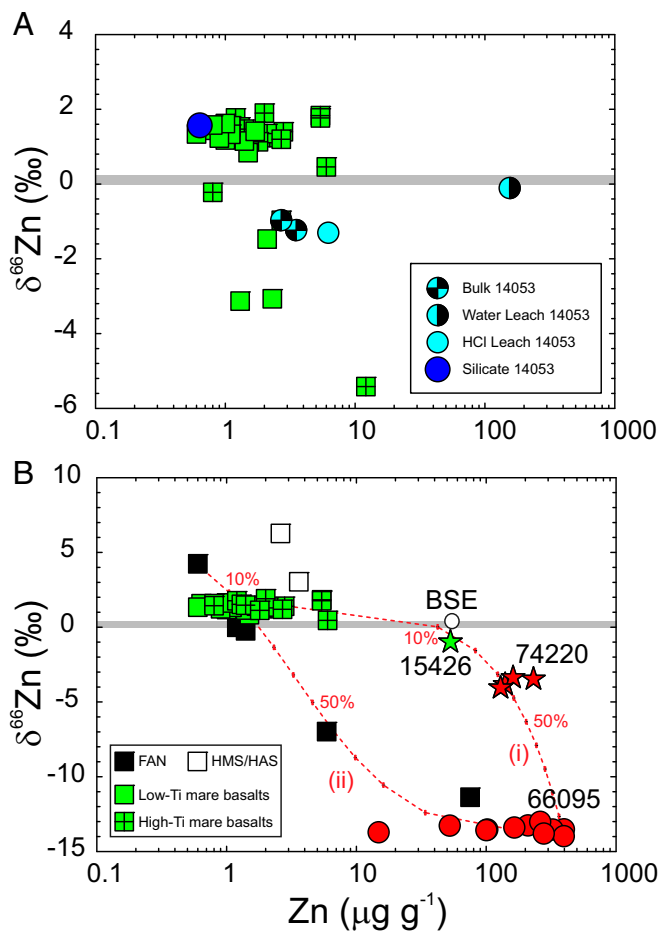 A
4
2
0
-2
-4
-6
δ⁶⁶Zn (‰)
Bulk 14053
Water Leach 14053
HCl Leach 14053
Silicate 14053
0.1 1 10 100 1000
B
10
5
0
-5
-10
-15
δ⁶⁶Zn (‰)
10%
BSE
10%
15426
74220
50%
50%
(i)
(ii)
66095
FAN HMS/HAS
Low-Ti mare basalts
High-Ti mare basalts
0.1 1 10 100 1000
Zn (μg g⁻¹)